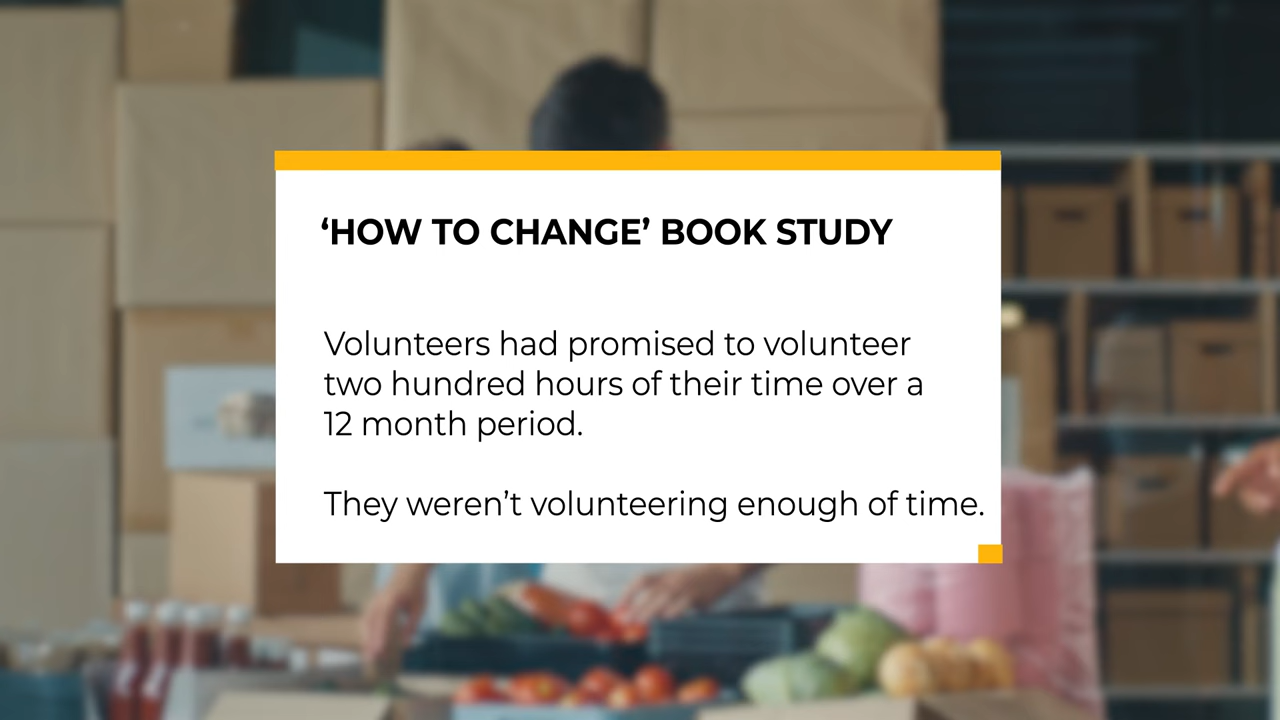 ‘HOW TO CHANGE’ BOOK STUDY
Volunteers had promised to volunteer
two hundred hours of their time over a
12 month period.
They weren’t volunteering enough of time.